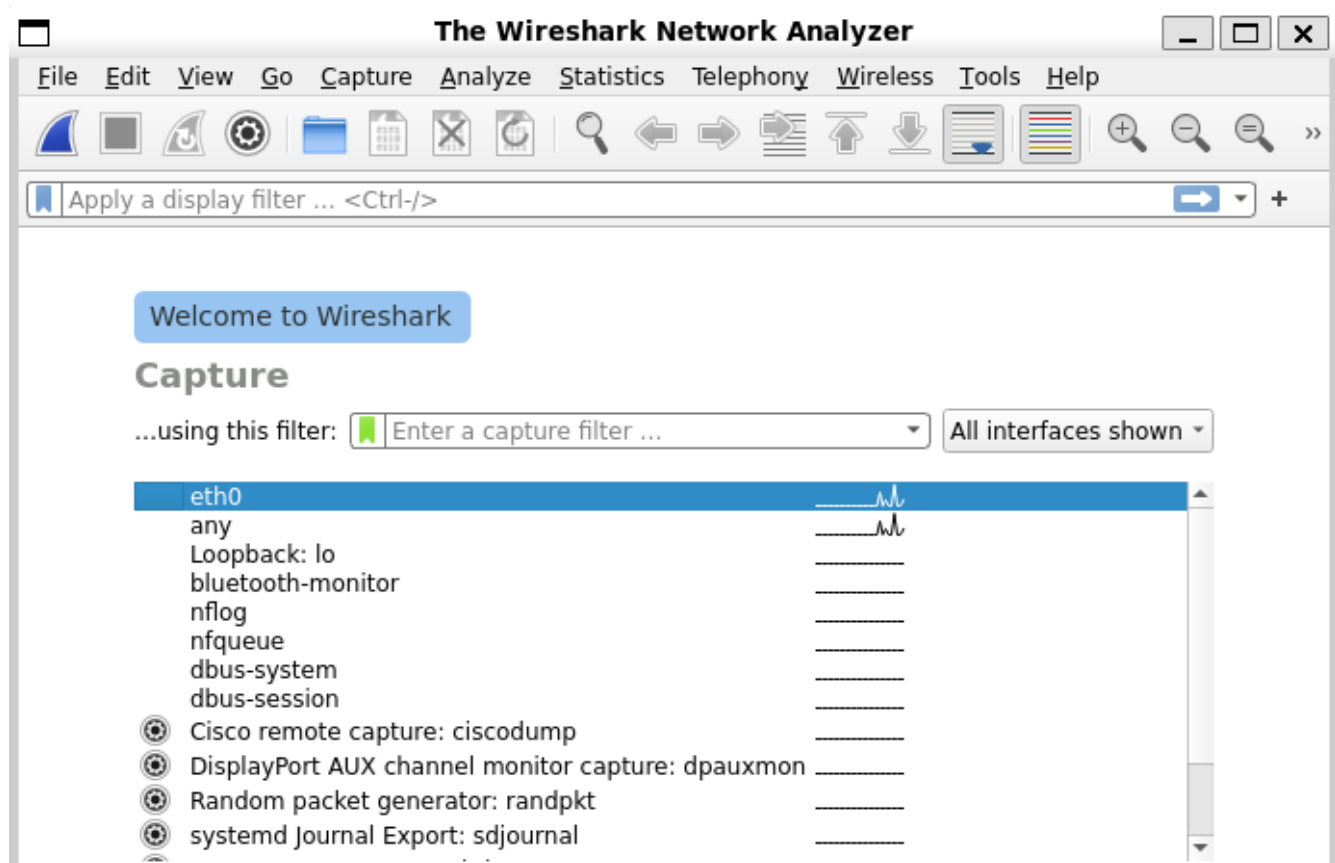 The Wireshark Network Analyzer
File Edit View Go Capture Analyze Statistics Telephony Wireless Tools Help
Apply a display filter ... <Ctrl-/>
Welcome to Wireshark
Capture
...using this filter: Enter a capture filter ... All interfaces shown
eth0
any
Loopback: lo
bluetooth-monitor
nflog
nfqueue
dbus-system
dbus-session
Cisco remote capture: ciscodump
DisplayPort AUX channel monitor capture: dpauxmon
Random packet generator: randpkt
systemd Journal Export: sdjournal